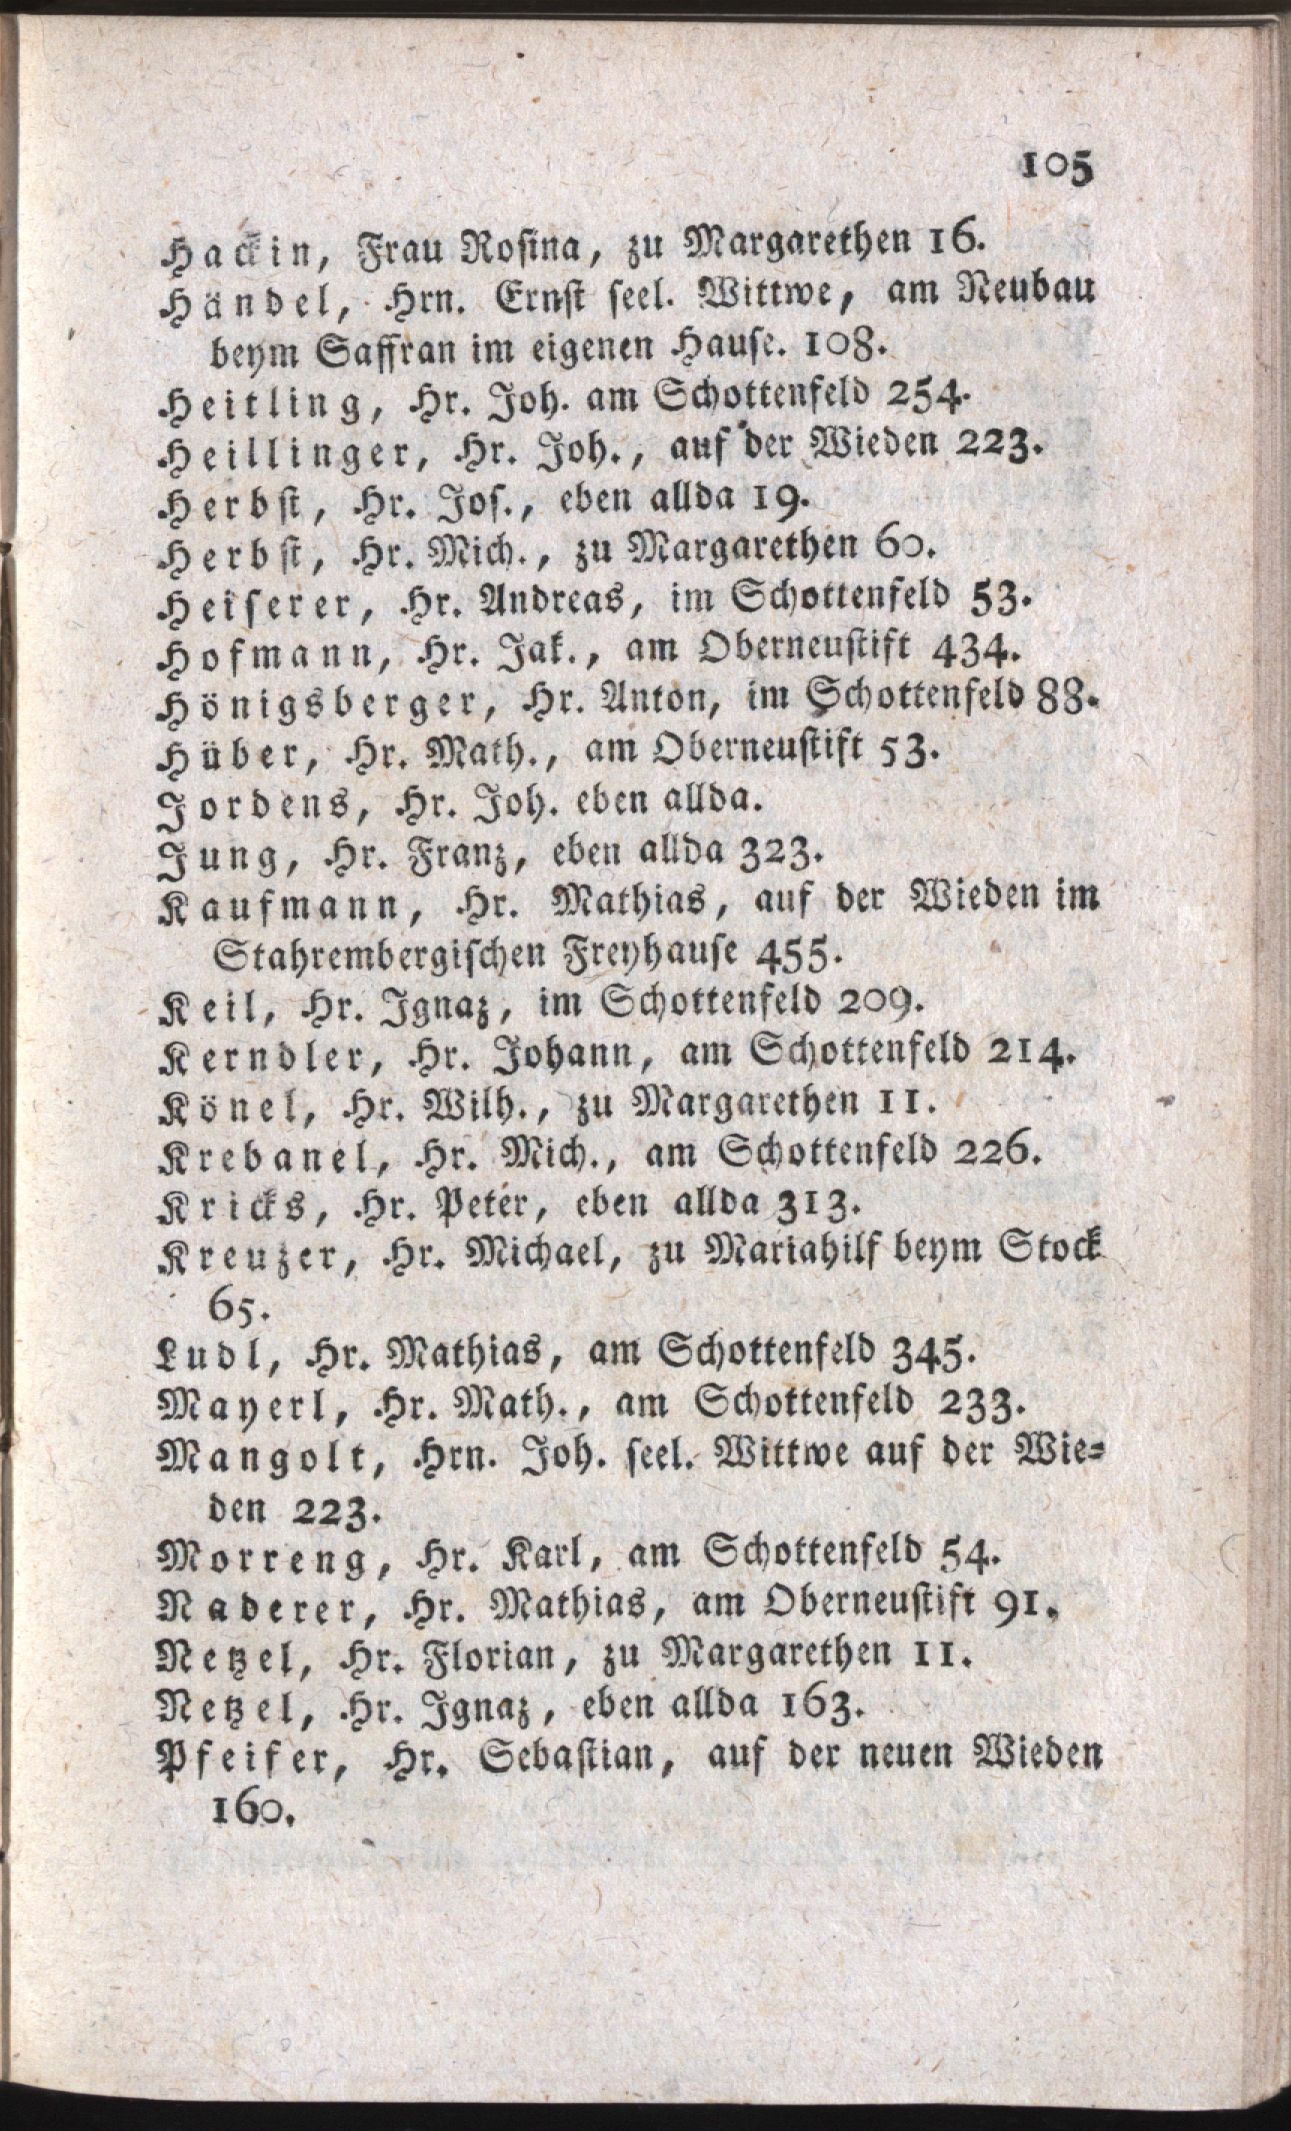 105
Hackin, Frau Rosina, zu Margarethen 16.
Händel, Hrn. Ernst seel. Wittwe, am Neubau
beym Saffran im eigenen Hause. 108.
Heitling, Hr. Joh. am Schottenfeld 254.
Heillinger, Hr. Joh., auf der Wieden 223.
Herbst, Hr. Jos., eben allda 19.
Herbst, Hr. Mich., zu Margarethen 60.
Heiserer, Hr. Andreas, im Schottenfeld 53.
Hofmann, Hr. Jak., am Oberneustift 434.
Hönigsberger, Hr. Anton, im Schottenfeld 88.
Hüber, Hr. Math., am Oberneustift 53.
Jordens, Hr. Joh. eben allda.
Jung, Hr. Franz, eben allda 323.
Kaufmann, Hr. Mathias, auf der Wieden im
Stahrembergischen Freyhause 455.
Keil, Hr. Ignaz, im Schottenfeld 209.
Kerndler, Hr. Johann, am Schottenfeld 214.
Könel, Hr. Wilh., zu Margarethen 11.
Krebanel, Hr. Mich., am Schottenfeld 226.
Kricks, Hr. Peter, eben allda 313.
Kreuzer, Hr. Michael, zu Mariahilf beym Stock
65.
Ludl, Hr. Mathias, am Schottenfeld 345.
Mayerl, Hr. Math., am Schottenfeld 233.
Mangolt, Hrn. Joh. seel. Wittwe auf der Wie-
den 223.
Morreng, Hr. Karl, am Schottenfeld 54.
Naderer, Hr. Mathias, am Oberneustift 91.
Netzel, Hr. Florian, zu Margarethen 11.
Netzel, Hr. Ignaz, eben allda 163.
Pfeifer, Hr. Sebastian, auf der neuen Wieden
160.